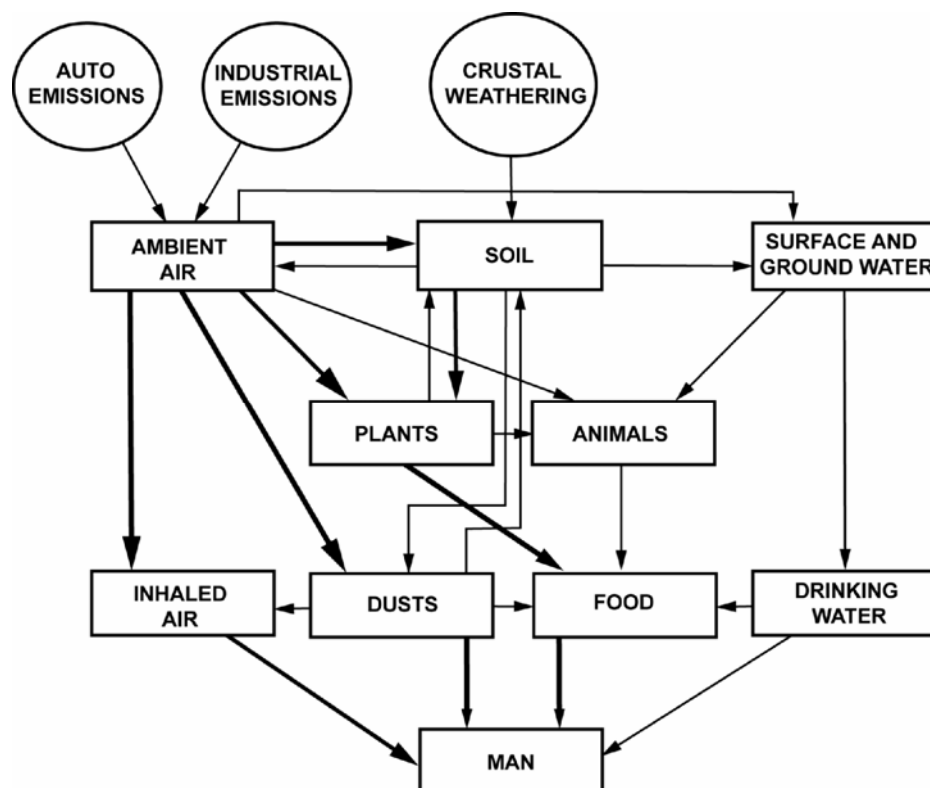 AUTO
EMISSIONS
INDUSTRIAL
EMISSIONS
CRUSTAL
WEATHERING
AMBIENT
AIR
SOIL
SURFACE AND
GROUND WATER
PLANTS
ANIMALS
INHALED
AIR
DUSTS
FOOD
DRINKING
WATER
MAN